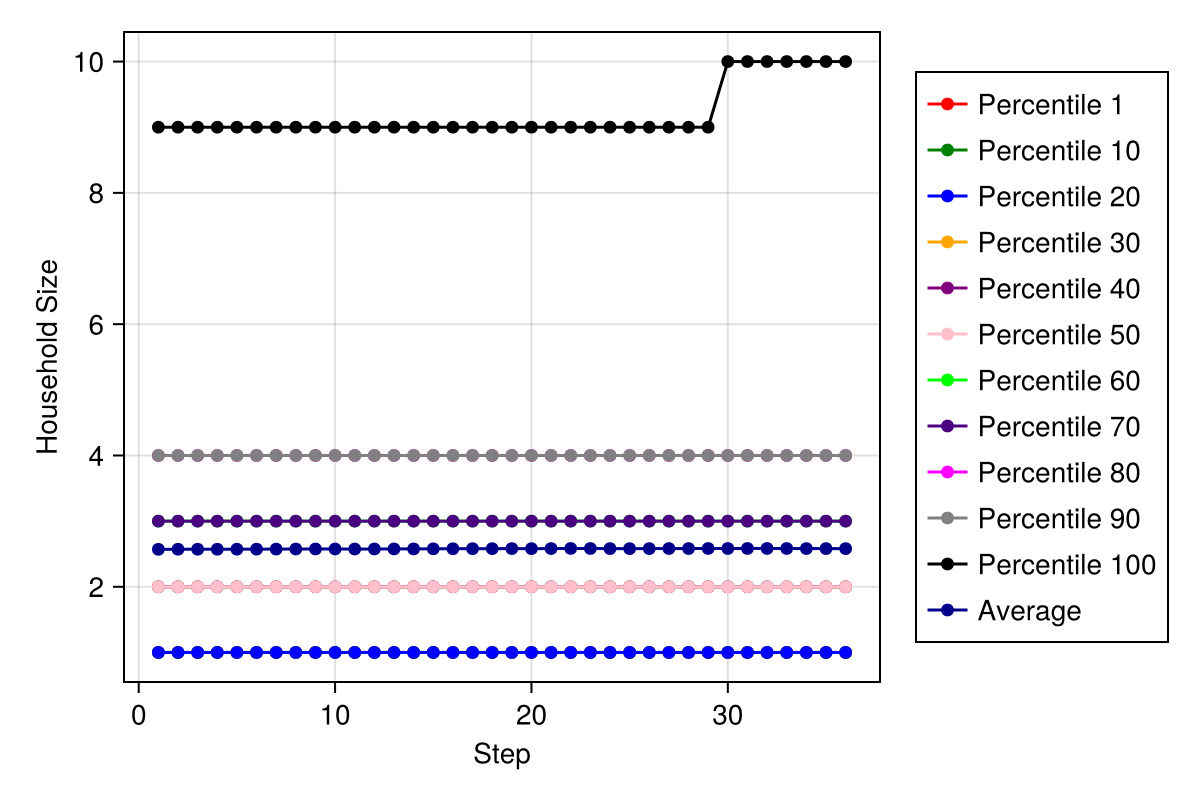 10
8
6
4
2
Household Size
0
10
20
30
Step
Percentile 1
Percentile 10
Percentile 20
Percentile 30
Percentile 40
Percentile 50
Percentile 60
Percentile 70
Percentile 80
Percentile 90
Percentile 100
Average